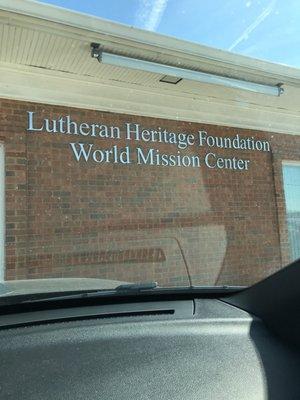 Lutheran Heritage Foundation
World Mission Center